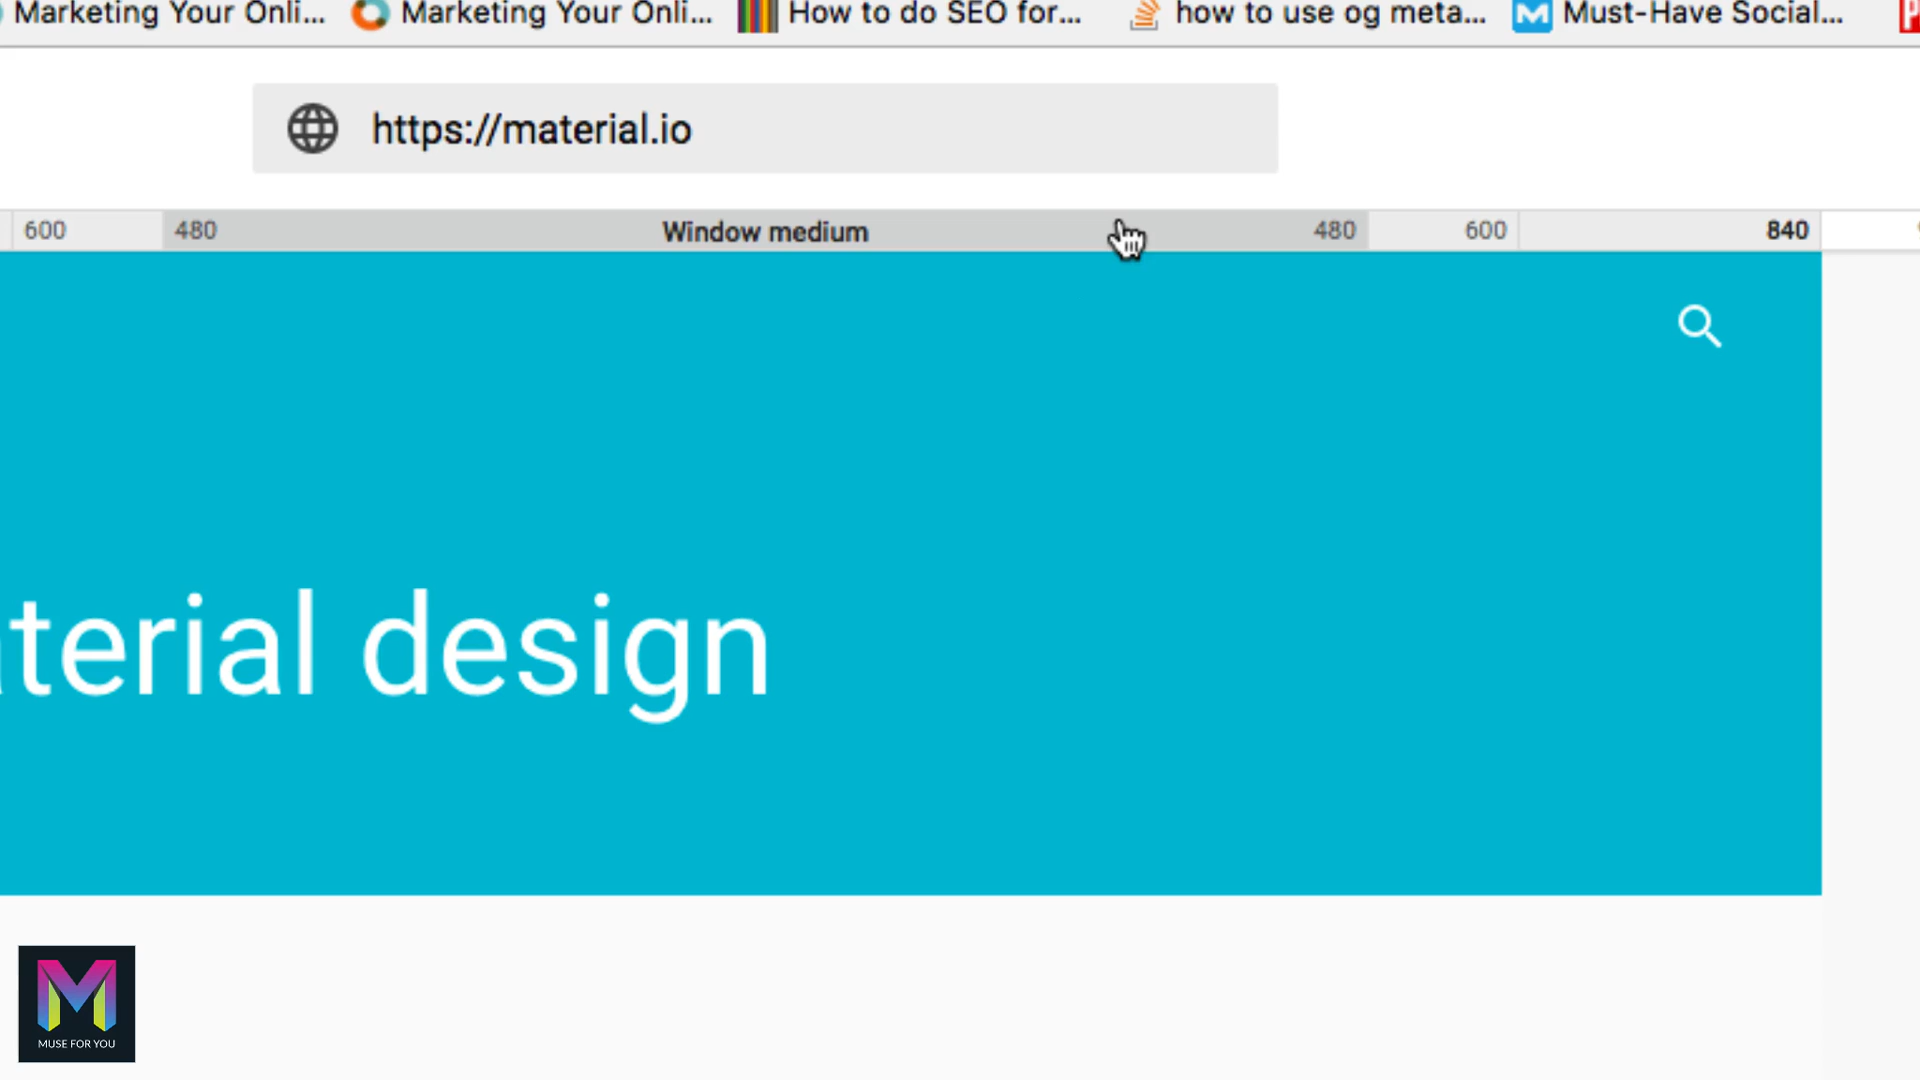 Marketing Your Onli... Marketing Your Onli... How to do SEO for... how to use og meta... Must-Have Social...
https://material.io
600 480 Window medium 480 600 840
aterial design
MUSE FOR YOU